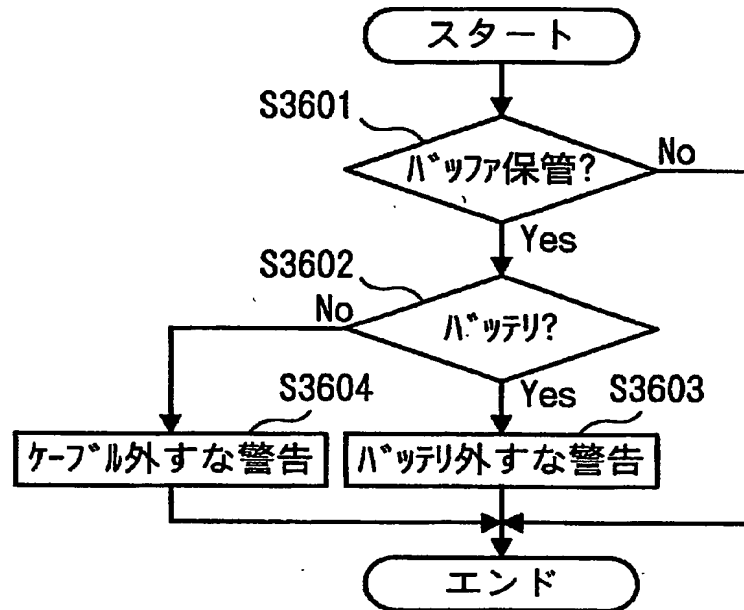 スタート
S3601
バッファ保管?
No
Yes
S3602
No
バッテリ?
Yes
S3604
S3603
ケーブル外すな警告
バッテリ外すな警告
エンド